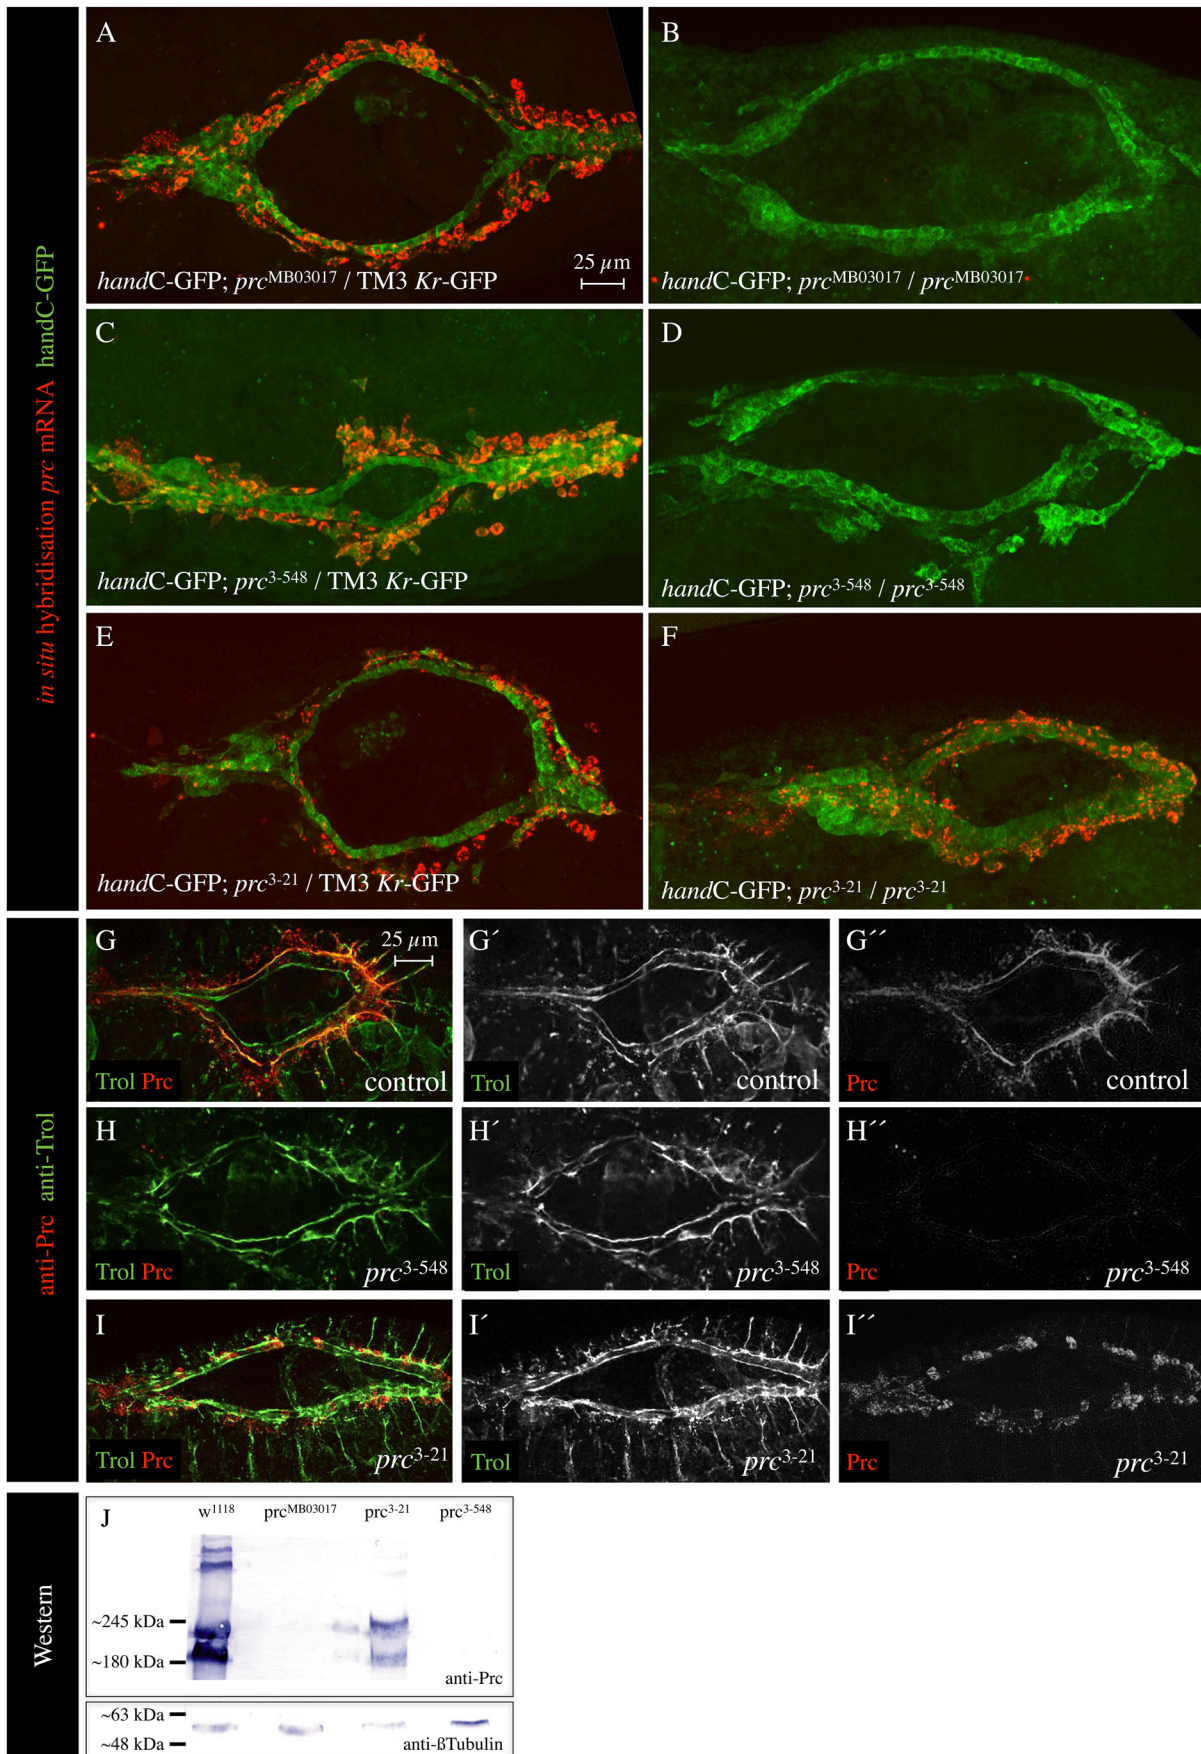 in situ hybridisation prc mRNA handC-GFP
A
handC-GFP; prcMB03017 / TM3 Kr-GFP
25 µm
B
handC-GFP; prcMB03017 / prcMB03017
C
handC-GFP; prc3-548 / TM3 Kr-GFP
D
handC-GFP; prc3-548 / prc3-548
E
handC-GFP; prc3-21 / TM3 Kr-GFP
F
handC-GFP; prc3-21 / prc3-21
anti-Prc anti-Trol
G
25 µm
Trol Prc
control
G´
Trol
control
G´´
Prc
control
H
Trol Prc
prc3-548
H´
Trol
prc3-548
H´´
Prc
prc3-548
I
Trol Prc
prc3-21
I´
Trol
prc3-21
I´´
Prc
prc3-21
Western
J
w1118 prcMB03017 prc3-21 prc3-548
~245 kDa
~180 kDa
anti-Prc
~63 kDa
~48 kDa
anti-ßTubulin